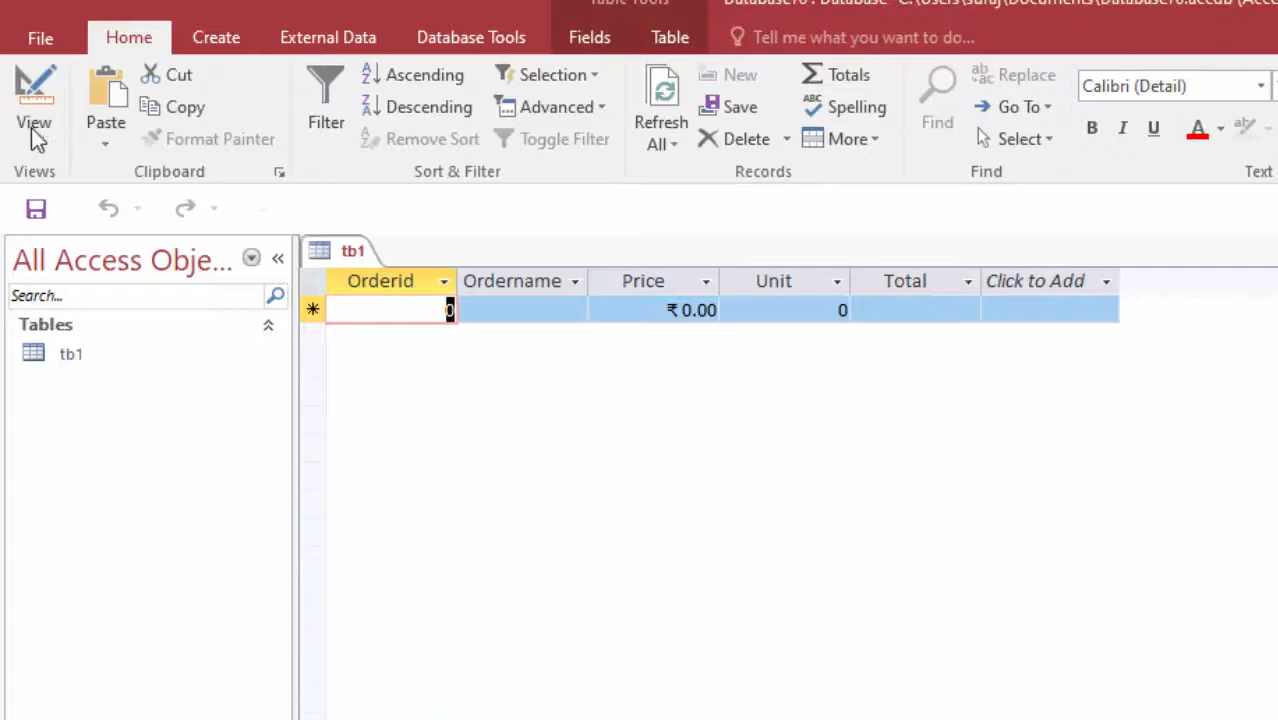 File Home Create External Data Database Tools Fields Table Tell me what you want to do...
View
Views
Paste
Cut
Copy
Format Painter
Clipboard
Filter
Ascending
Descending
Remove Sort
Selection
Advanced
Toggle Filter
Sort & Filter
Refresh
All
New
Save
Delete
Totals
Spelling
More
Records
Find
Replace
Go To
Select
Find
Calibri (Detail)
B I U A
Text
All Access Obje...
Search...
Tables
tb1
tb1
Orderid Ordername Price Unit Total Click to Add
0 ₹ 0.00 0